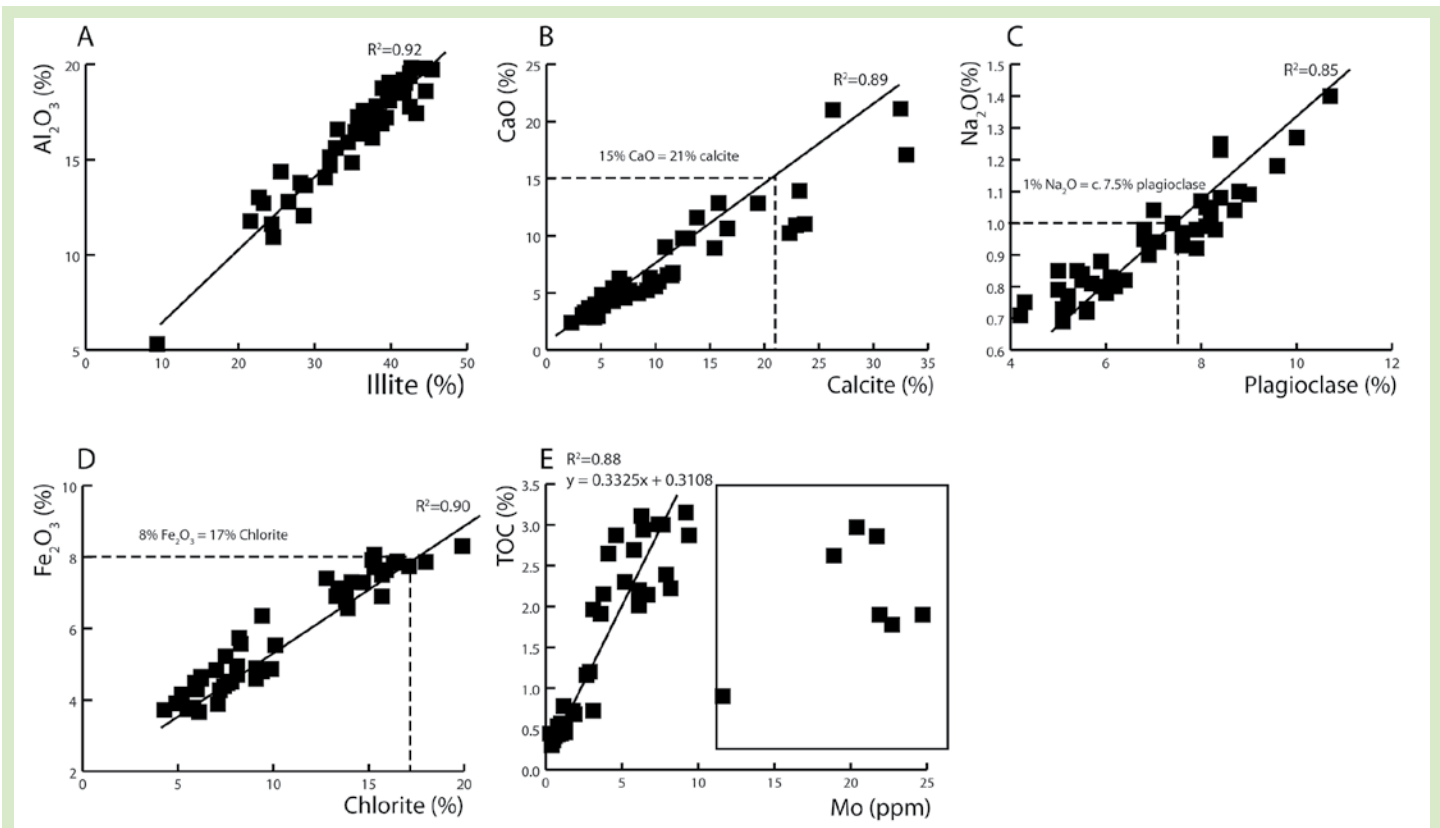 A
R²=0.92
Al₂O₃ (%)
20
15
10
5
0
10
20
30
40
50
Illite (%)
B
R²=0.89
CaO (%)
25
20
15
10
5
0
15% CaO = 21% calcite
0
5
10
15
20
25
30
35
Calcite (%)
C
R²=0.85
Na₂O(%)
1.5
1.4
1.3
1.2
1.1
1.0
0.9
0.8
0.7
0.6
1% Na₂O = c. 7.5% plagioclase
4
6
8
10
12
Plagioclase (%)
D
R²=0.90
Fe₂O₃ (%)
10
8
6
4
2
8% Fe₂O₃ = 17% Chlorite
0
5
10
15
20
Chlorite (%)
E
R²=0.88
y = 0.3325x + 0.3108
TOC (%)
3.5
3.0
2.5
2.0
1.5
1.0
0.5
0.0
0
5
10
15
20
25
Mo (ppm)